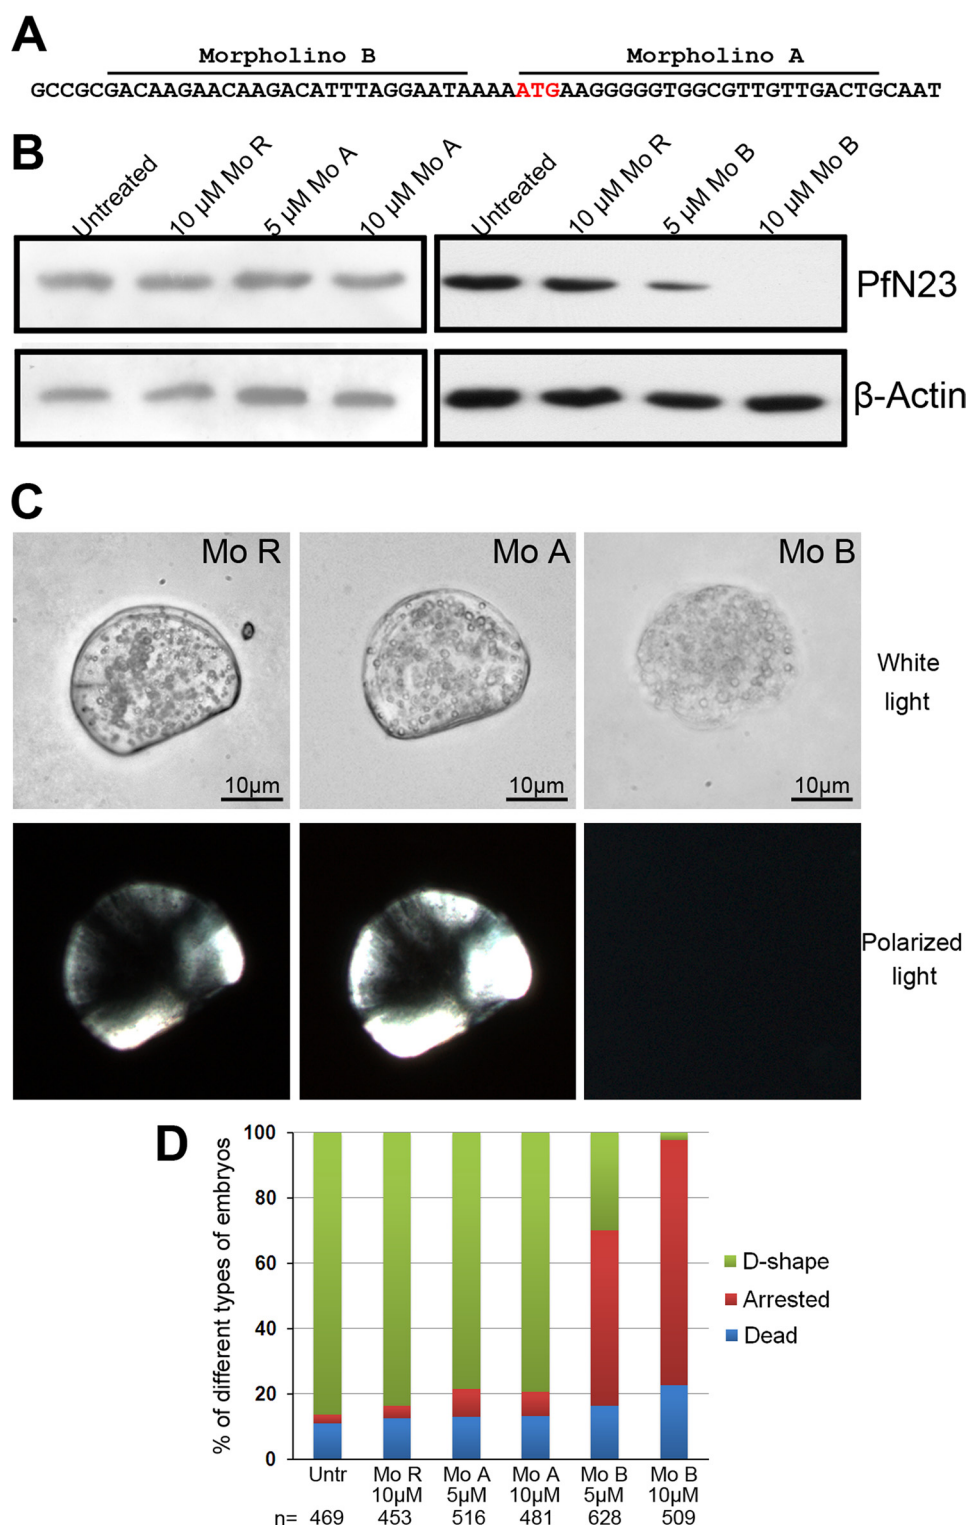 A
Morpholino B
Morpholino A
GCCGCGACAAGAACAAGACATTTAGGAATAAAAATGAAGGGGGTGGCGTTGTTGACTGCAAT
B
Untreated
10 µM Mo R
5 µM Mo A
10 µM Mo A
Untreated
10 µM Mo R
5 µM Mo B
10 µM Mo B
PfN23
β-Actin
C
Mo R
Mo A
Mo B
White
light
10µm
10µm
10µm
Polarized
light
D
% of different types of embryos
100
80
60
40
20
0
D-shape
Arrested
Dead
Untr
Mo R
10µM
Mo A
5µM
Mo A
10µM
Mo B
5µM
Mo B
10µM
n= 469 453 516 481 628 509